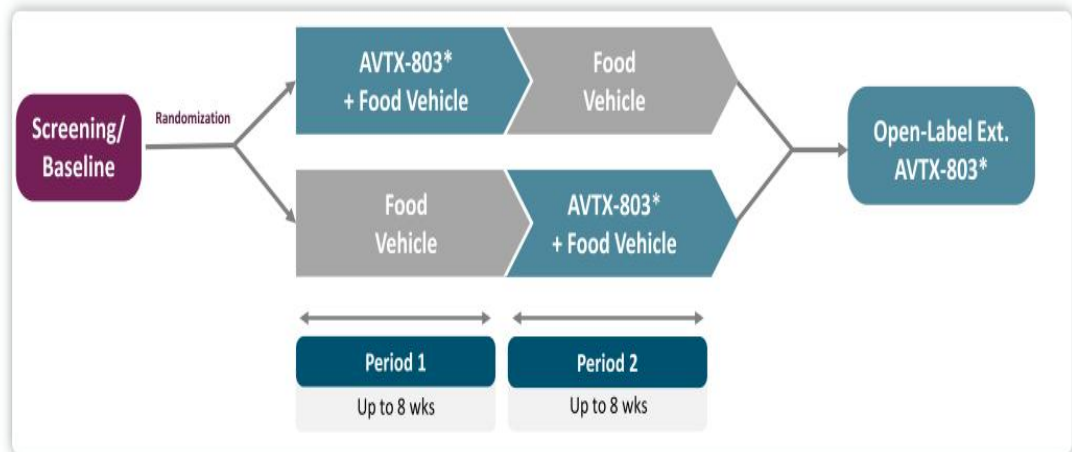 Screening/
Baseline
Randomization
AVTX-803*
+ Food Vehicle
Food
Vehicle
Food
Vehicle
AVTX-803*
+ Food Vehicle
Open-Label Ext.
AVTX-803*
Period 1
Up to 8 wks
Period 2
Up to 8 wks